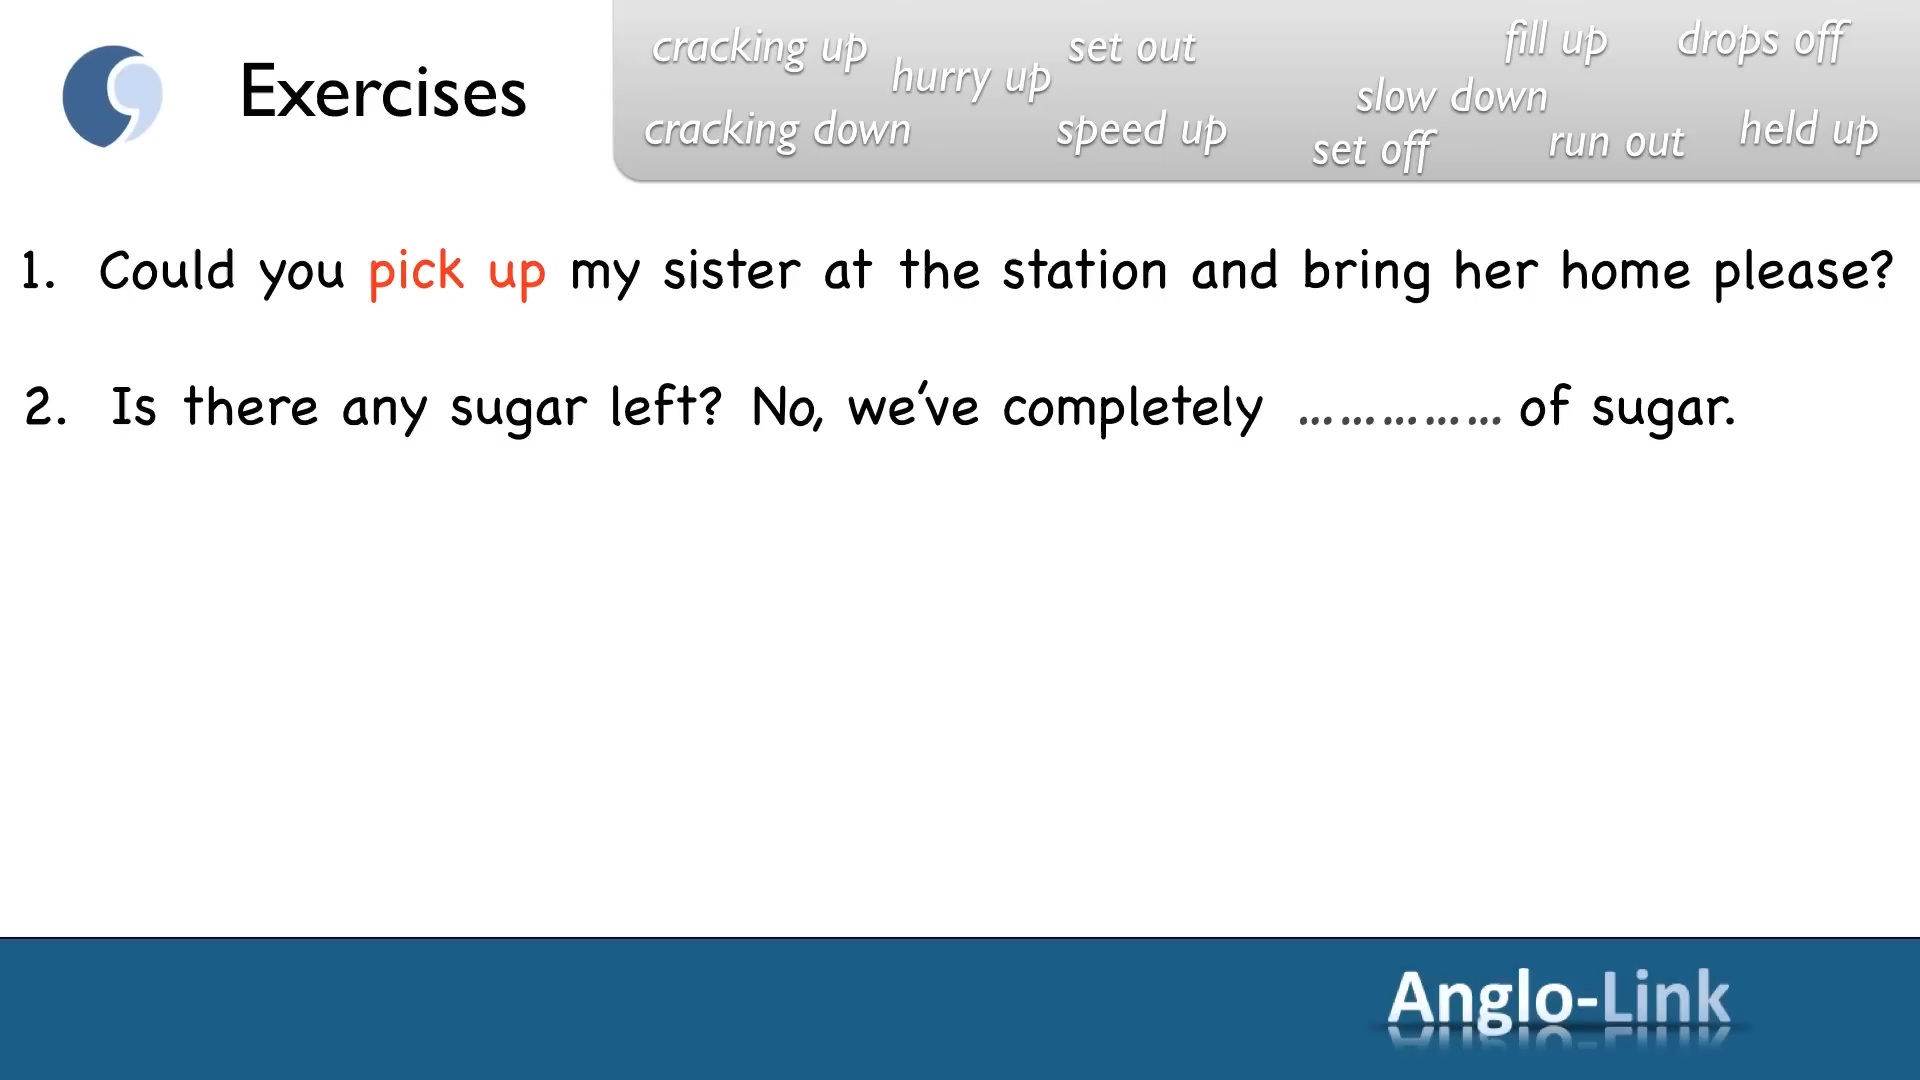 Exercises
cracking up
hurry up
set out
fill up
drops off
slow down
cracking down
speed up
set off
run out
held up
1. Could you pick up my sister at the station and bring her home please?
2. Is there any sugar left? No, we've completely ............... of sugar.
Anglo-Link